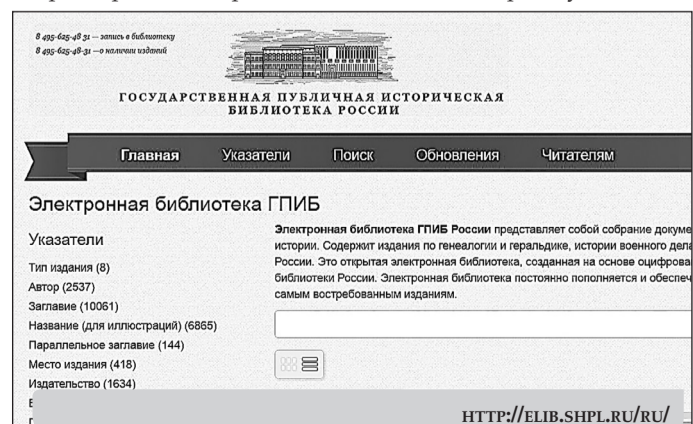 8 495-625-48 31 — запись в библиотеку
8 495-625-48-31 —о наличии изданий
ГОСУДАРСТВЕННАЯ ПУБЛИЧНАЯ ИСТОРИЧЕСКАЯ
БИБЛИОТЕКА РОССИИ
Главная Указатели Поиск Обновления Читателям
Электронная библиотека ГПИБ
Указатели
Тип издания (8)
Автор (2537)
Заглавие (10061)
Название (для иллюстраций) (6865)
Параллельное заглавие (144)
Место издания (418)
Издательство (1634)
Электронная библиотека ГПИБ России представляет собой собрание докуме
истории. Содержит издания по генеалогии и геральдике, истории военного дела
России. Это открытая электронная библиотека, созданная на основе оцифрова
библиотеки России. Электронная библиотека постоянно пополняется и обеспеч
самым востребованным изданиям.
HTTP://ELIB.SHPL.RU/RU/